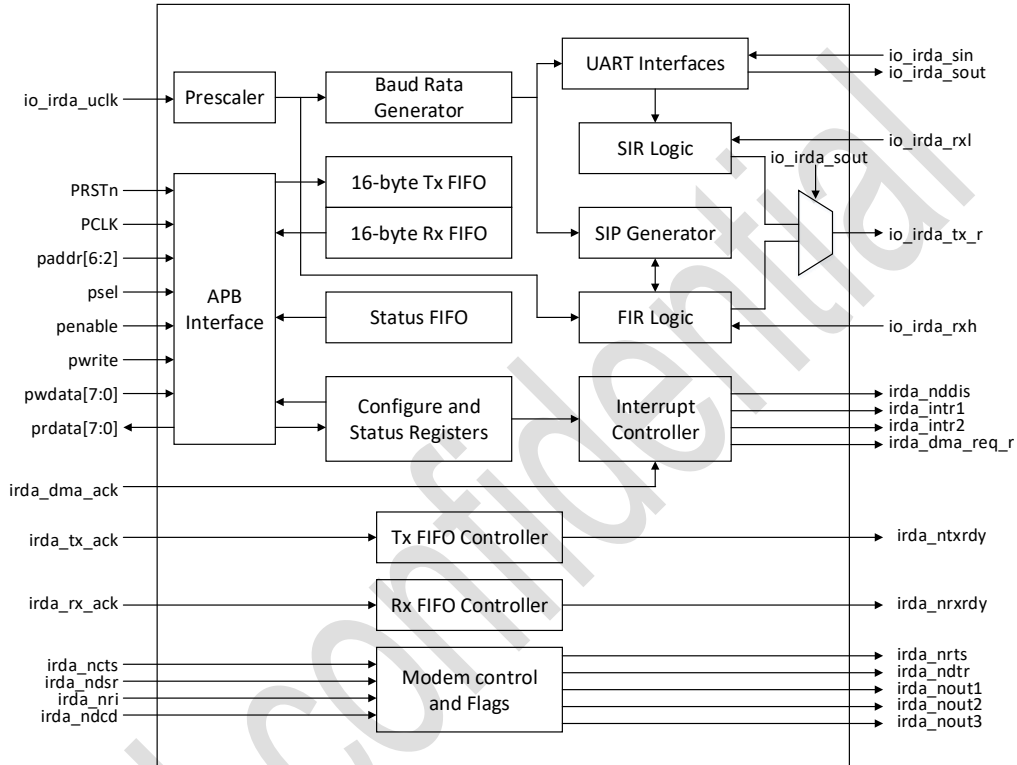 io_irda_uclk
PRSTn
PCLK
paddr[6:2]
psel
penable
pwrite
pwdata[7:0]
prdata[7:0]
irda_dma_ack
irda_tx_ack
irda_rx_ack
irda_ncts
irda_ndsr
irda_nri
irda_ndcd
Prescaler
APB
Interface
Baud Rata
Generator
16-byte Tx FIFO
16-byte Rx FIFO
Status FIFO
Configure and
Status Registers
Tx FIFO Controller
Rx FIFO Controller
Modem control
and Flags
UART Interfaces
SIR Logic
SIP Generator
FIR Logic
Interrupt
Controller
io_irda_sout
io_irda_sin
io_irda_sout
io_irda_rxl
io_irda_tx_r
io_irda_rxh
irda_nddis
irda_intr1
irda_intr2
irda_dma_req_r
irda_ntxrdy
irda_nrxrdy
irda_nrts
irda_ndtr
irda_nout1
irda_nout2
irda_nout3
confidential